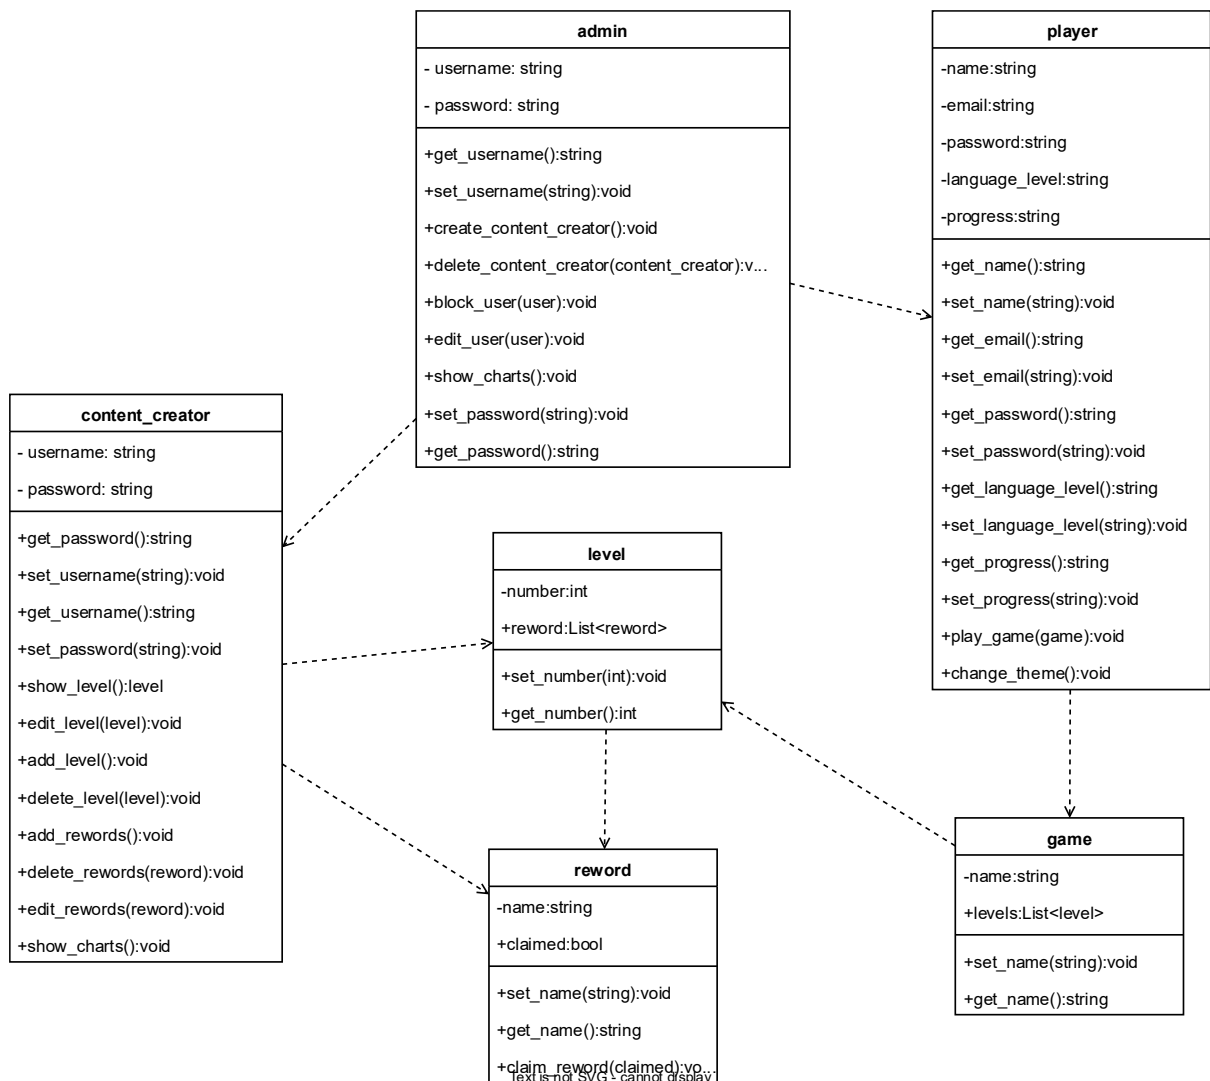 admin
- username: string
- password: string
+get_username():string
+set_username(string):void
+create_content_creator():void
+delete_content_creator(content_creator):v...
+block_user(user):void
+edit_user(user):void
+show_charts():void
+set_password(string):void
+get_password():string
player
-name:string
-email:string
-password:string
-language_level:string
-progress:string
+get_name():string
+set_name(string):void
+get_email():string
+set_email(string):void
+get_password():string
+set_password(string):void
+get_language_level():string
+set_language_level(string):void
+get_progress():string
+set_progress(string):void
+play_game(game):void
+change_theme():void
content_creator
- username: string
- password: string
+get_password():string
+set_username(string):void
+get_username():string
+set_password(string):void
+show_level():level
+edit_level(level):void
+add_level():void
+delete_level(level):void
+add_rewords():void
+delete_rewords(reword):void
+edit_rewords(reword):void
+show_charts():void
level
-number:int
+reword:List<reword>
+set_number(int):void
+get_number():int
reword
-name:string
+claimed:bool
+set_name(string):void
+get_name():string
+claim_reword(claimed):vo...
Text is not SVG - cannot display
game
-name:string
+levels:List<level>
+set_name(string):void
+get_name():string